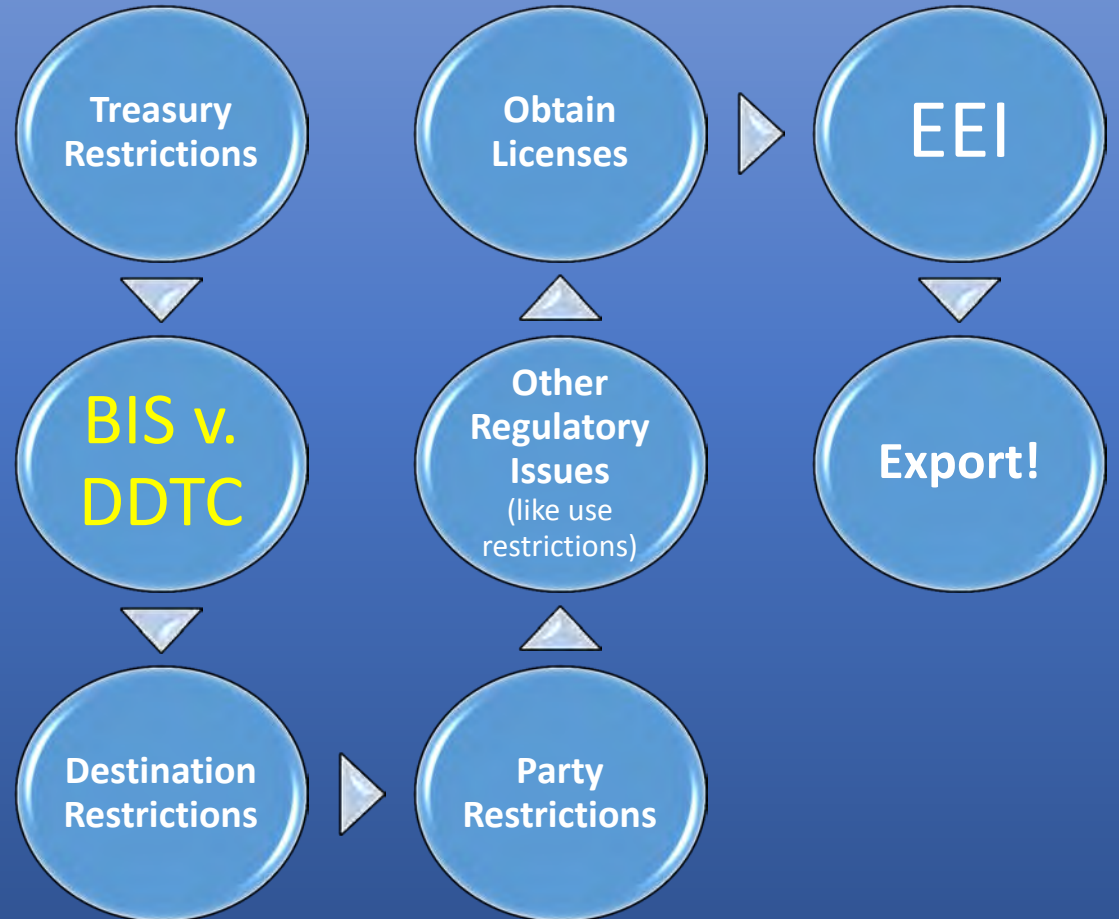 Treasury
Restrictions
BIS v.
DDTC
Destination
Restrictions
Party
Restrictions
Other
Regulatory
Issues
(like use
restrictions)
Obtain
Licenses
EEI
Export!